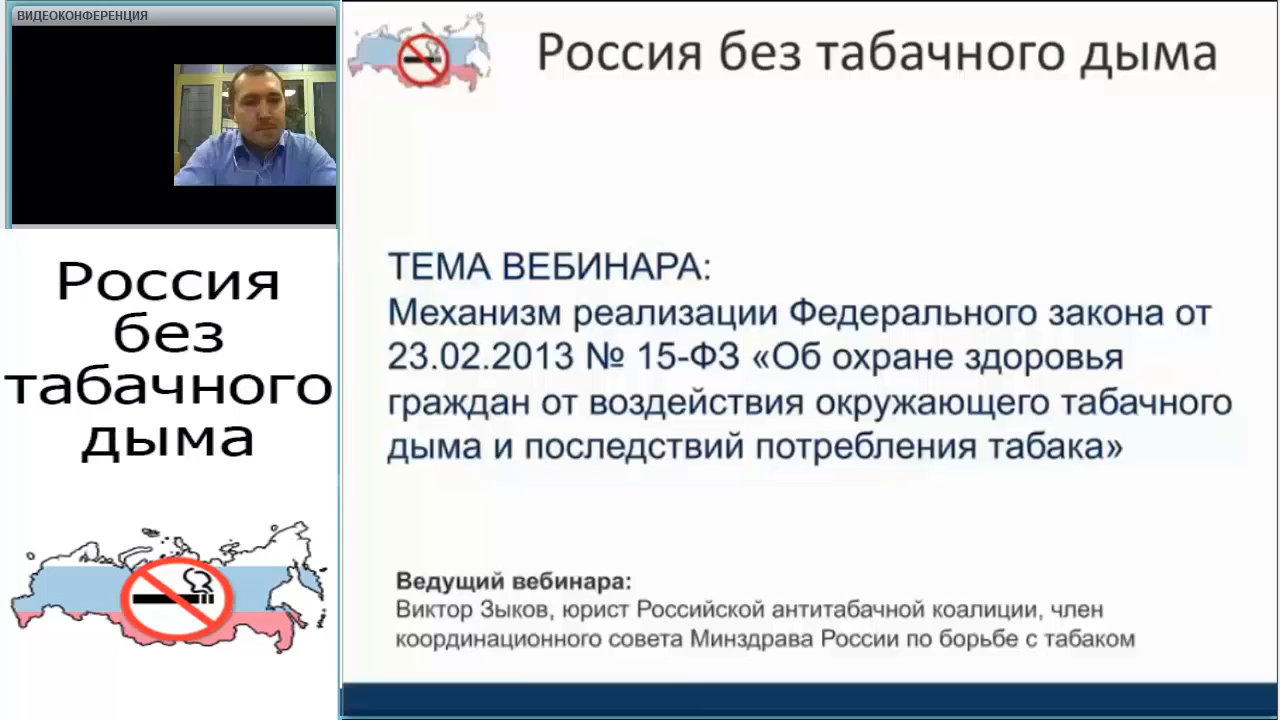 ВИДЕОКОНФЕРЕНЦИЯ
Россия без табачного дыма
Россия
без
табачного
дыма
ТЕМА ВЕБИНАРА:
Механизм реализации Федерального закона от
23.02.2013 № 15-ФЗ «Об охране здоровья
граждан от воздействия окружающего табачного
дыма и последствий потребления табака»
Ведущий вебинара:
Виктор Зыков, юрист Российской антитабачной коалиции, член
координационного совета Минздрава России по борьбе с табаком